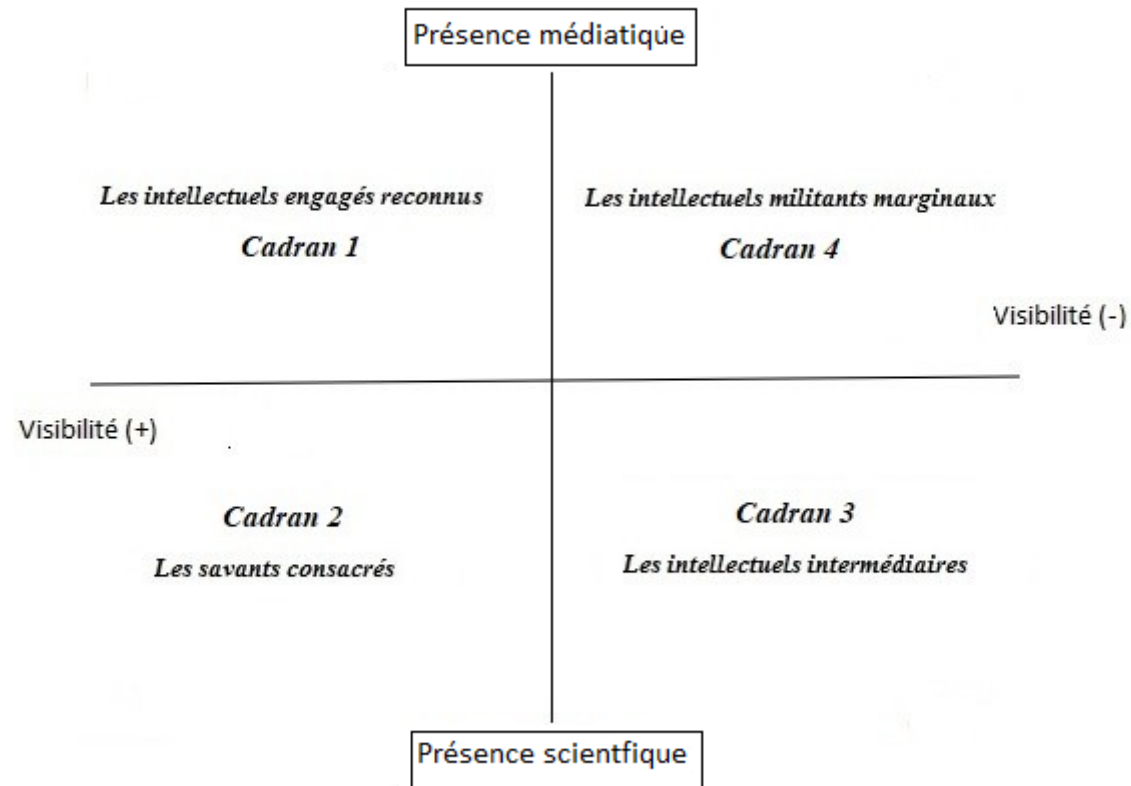 Présence médiatique
Les intellectuels engagés reconnus
Cadran 1
Les intellectuels militants marginaux
Cadran 4
Visibilité (-)
Visibilité (+)
Cadran 2
Les savants consacrés
Cadran 3
Les intellectuels intermédiaires
Présence scientfique